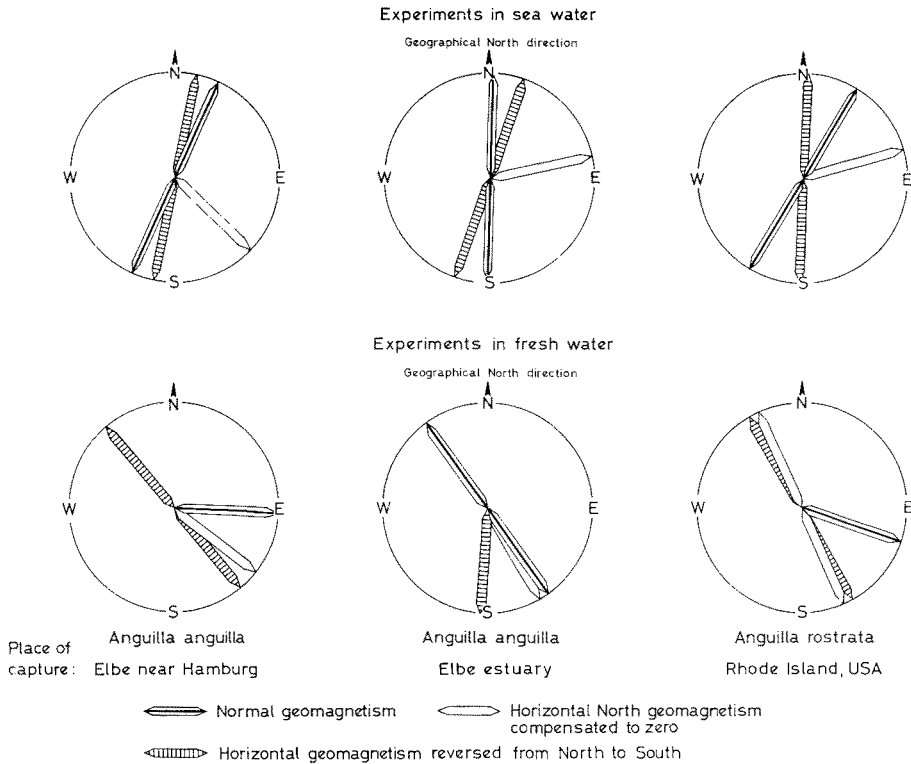 Experiments in sea water
Geographical North direction
N N N
W E W E W E
S S S
Experiments in fresh water
Geographical North direction
N N N
W E W E W E
S S S
Place of capture:
Anguilla anguilla Anguilla anguilla Anguilla rostrata
Elbe near Hamburg Elbe estuary Rhode Island, USA
Normal geomagnetism
Horizontal North geomagnetism
compensated to zero
Horizontal geomagnetism reversed from North to South